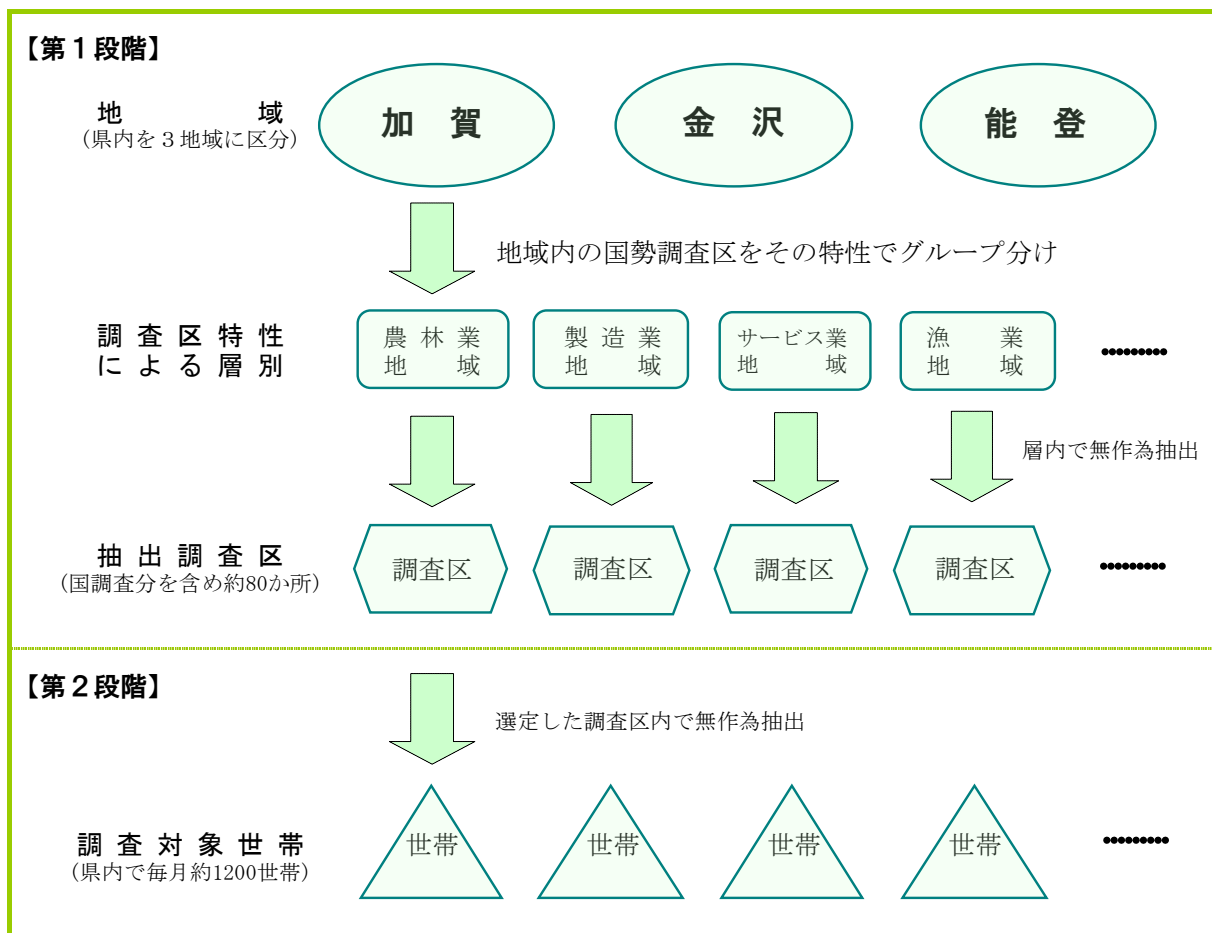 【第１段階】
地域
(県内を３地域に区分)
加賀
金沢
能登
地域内の国勢調査区をその特性でグループ分け
調査区特性
による層別
農林業
地域
製造業
地域
サービス業
地域
漁業
地域
•••••••••
層内で無作為抽出
抽出調査区
(国調査分を含め約80か所)
調査区
調査区
調査区
調査区
•••••••••
【第２段階】
選定した調査区内で無作為抽出
調査対象世帯
(県内で毎月約1200世帯)
世帯
世帯
世帯
世帯
•••••••••